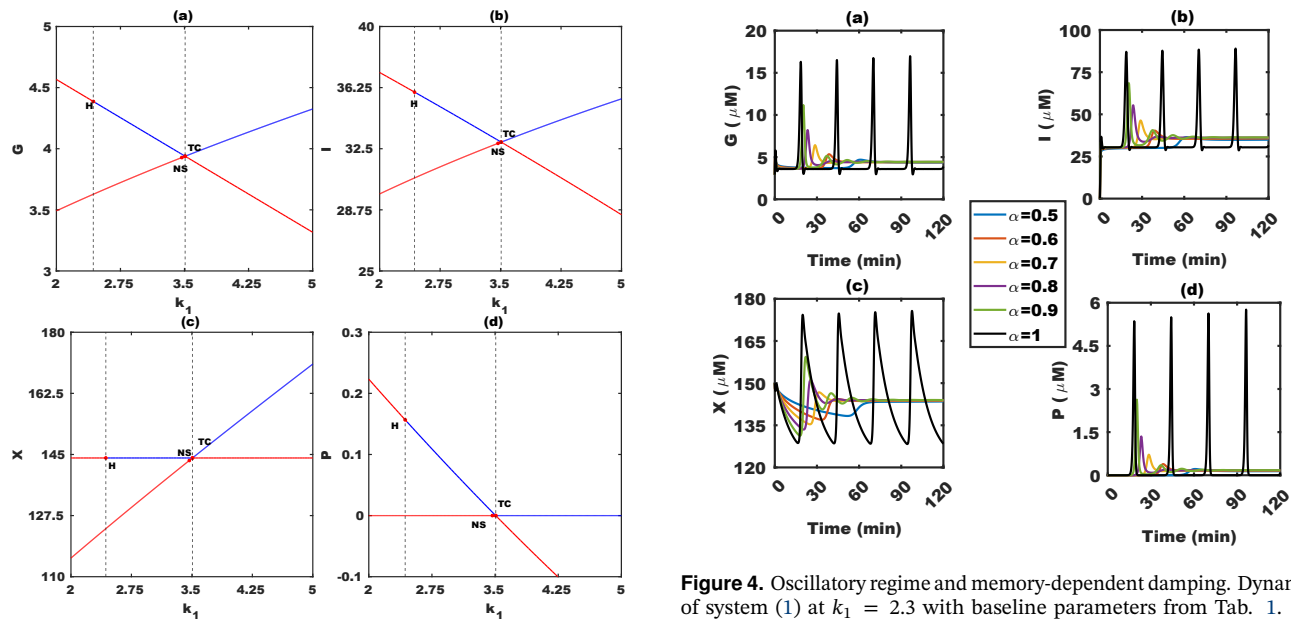 (a)
5
4.5
4
3.5
3
G
H
TC
NS
2
2.75
3.5
4.25
5
k1
(b)
40
36.25
32.5
28.75
25
I
H
TC
NS
2
2.75
3.5
4.25
5
k1
(c)
180
162.5
145
127.5
110
X
H
TC
NS
2
2.75
3.5
4.25
5
k1
(d)
0.3
0.2
0.1
0
-0.1
P
H
TC
NS
2
2.75
3.5
4.25
5
k1
(a)
20
15
10
5
0
G (μM)
0
30
60
90
120
Time (min)
(b)
100
75
50
25
0
I (μM)
0
30
60
90
120
Time (min)
α=0.5
α=0.6
α=0.7
α=0.8
α=0.9
α=1
(c)
180
165
150
135
120
X (μM)
0
30
60
90
120
Time (min)
(d)
6
4.5
3
1.5
0
P (μM)
0
30
60
90
120
Time (min)
Figure 4. Oscillatory regime and memory-dependent damping. Dynam
of system (1) at k1 = 2.3 with baseline parameters from Tab. 1.